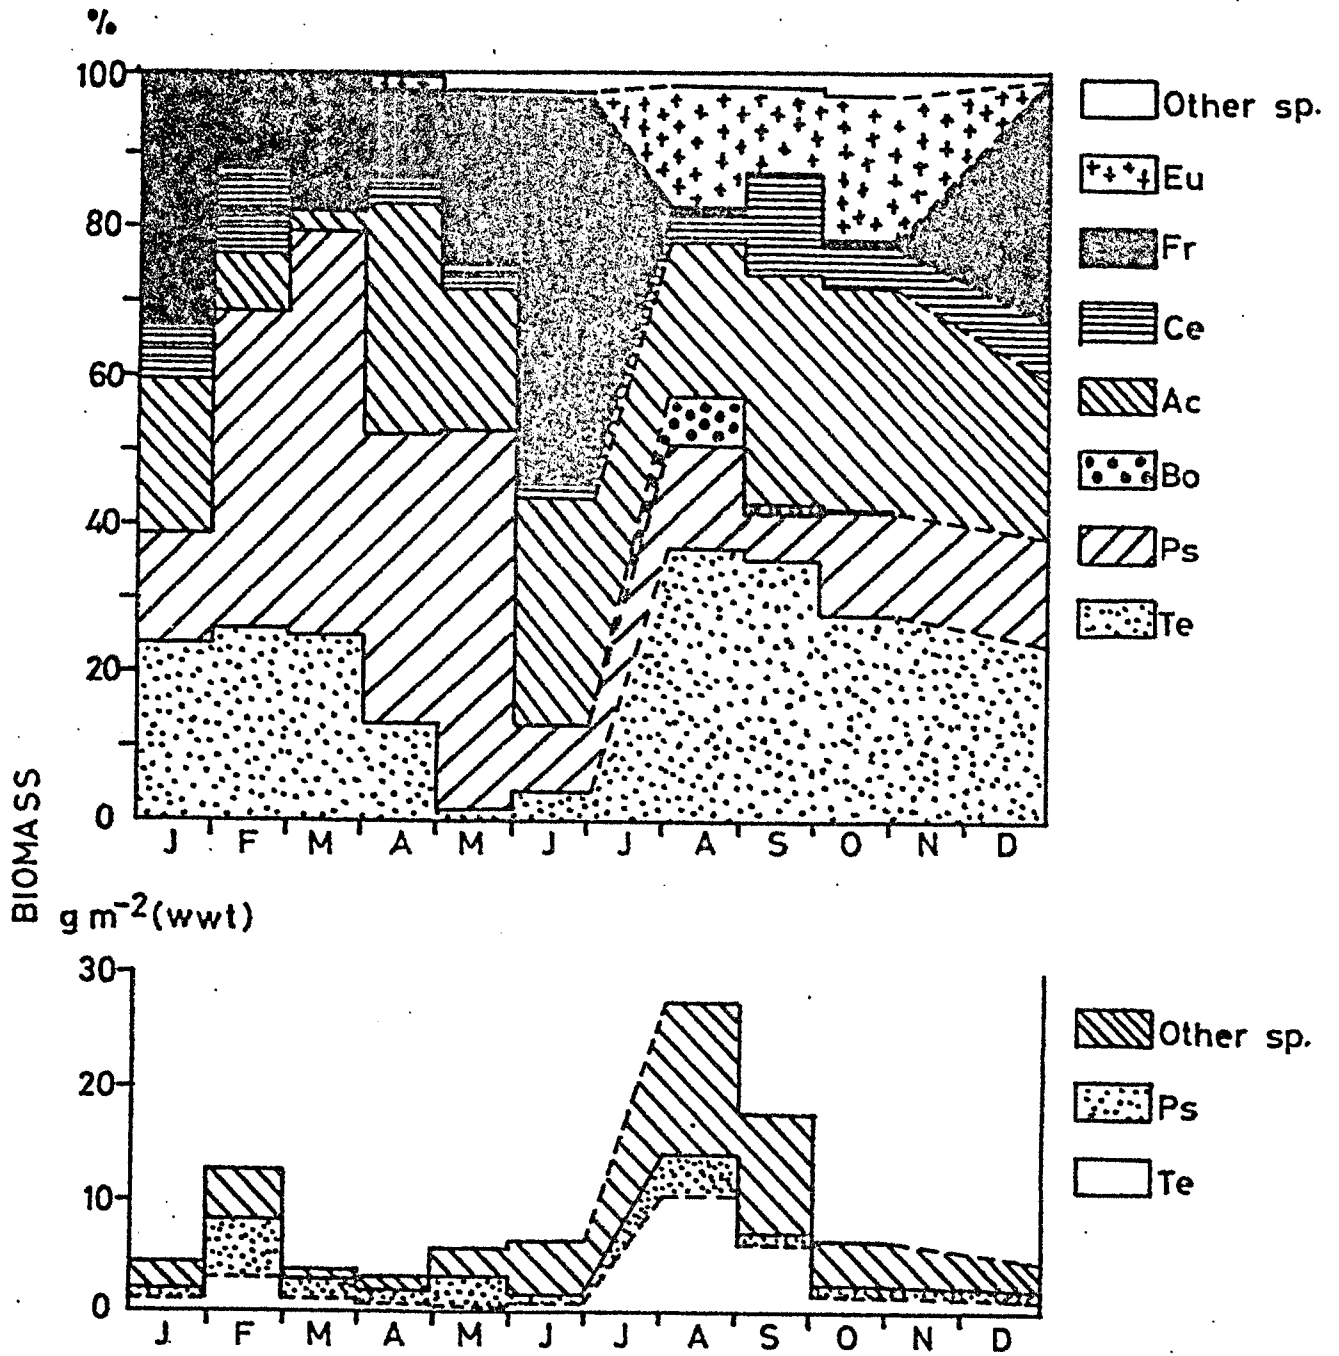 %
100
80
60
40
20
0
J F M A M J J A S O N D
Other sp.
Eu
Fr
Ce
Ac
Bo
Ps
Te
BIOMASS
g m⁻² (wwt)
30
20
10
0
J F M A M J J A S O N D
Other sp.
Ps
Te